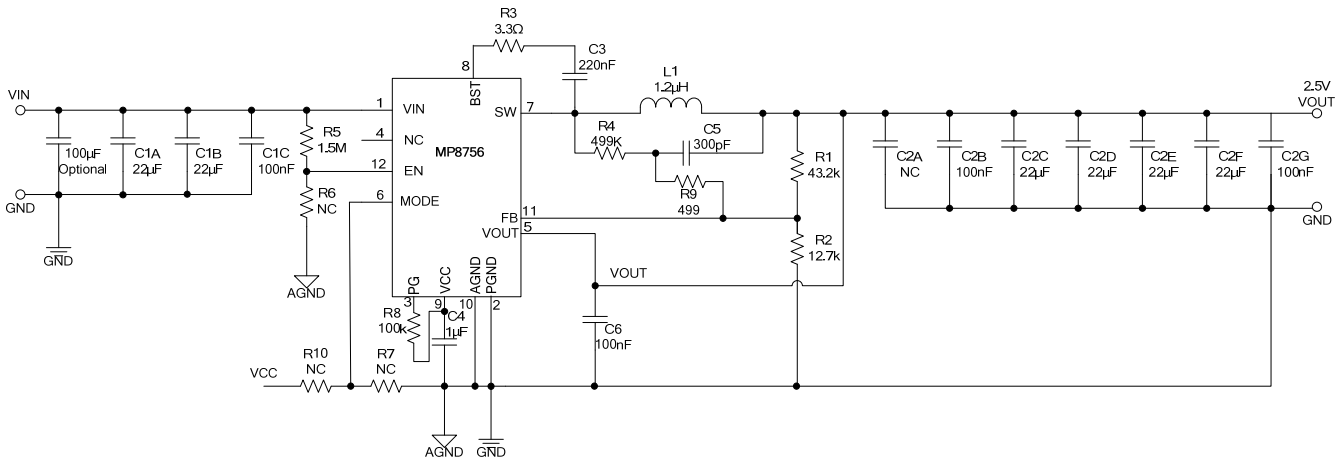 R3
3.3Ω
C3
220nF
8
BST
L1
1.2µH
2.5V
VOUT
VIN
1
VIN
SW
7
4
NC
MP8756
R5
1.5M
100µF
Optional
C1A
22µF
C1B
22µF
C1C
100nF
12
EN
R4
499K
C5
300pF
R1
43.2k
C2A
NC
C2B
100nF
C2C
22µF
C2D
22µF
C2E
22µF
C2F
22µF
C2G
100nF
R6
NC
6
MODE
R9
499
GND
FB
11
VOUT
5
GND
R2
12.7k
GND
AGND
PG
VCC
AGND
PGND
VOUT
3
9
10
2
R8
100k
C4
1µF
C6
100nF
VCC
R10
NC
R7
NC
AGND
GND